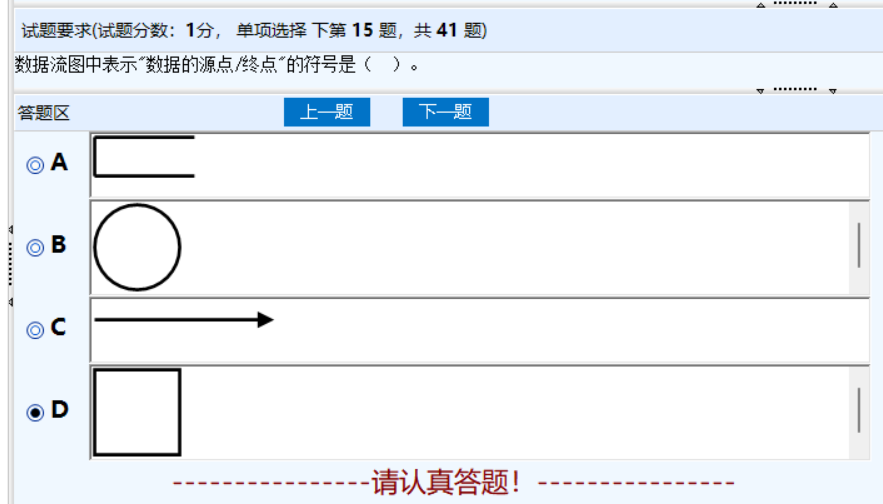 试题要求(试题分数：1分， 单项选择 下第 15 题，共 41 题)
数据流图中表示"数据的源点/终点"的符号是（ ）。
答题区 上一题 下一题
A
B
C
D
----------------请认真答题！----------------